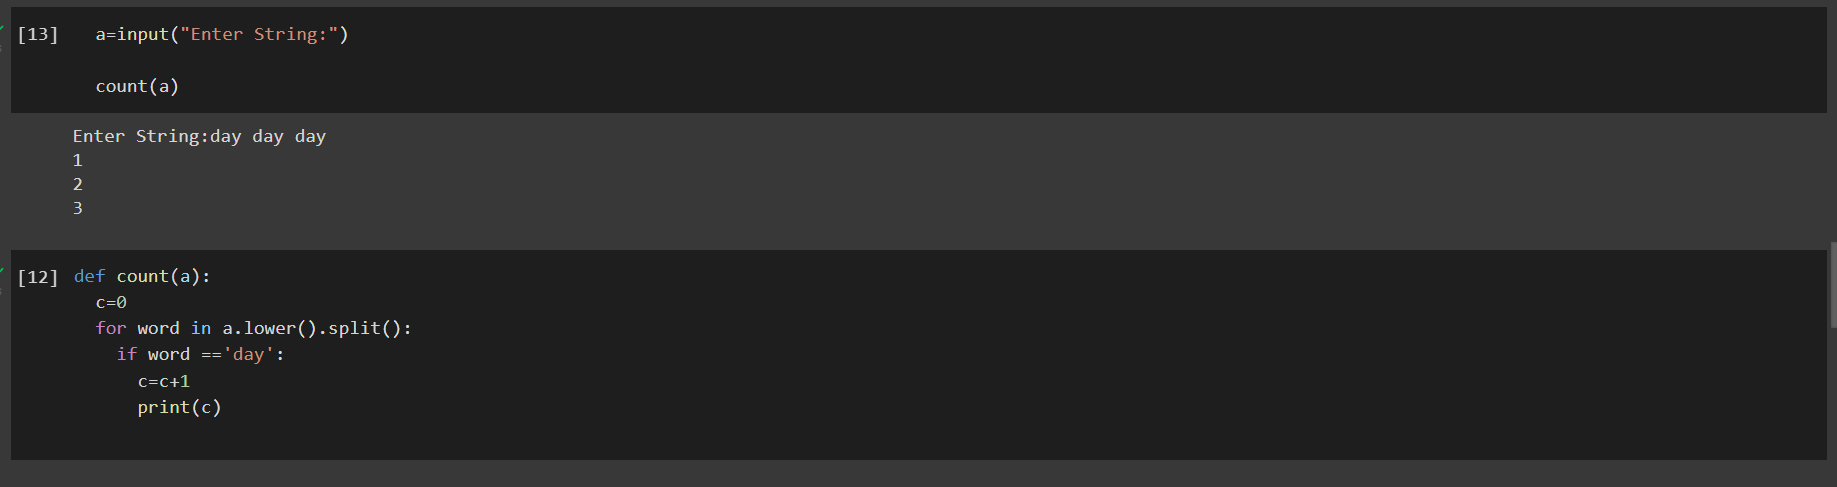 [13] a=input("Enter String:")
count(a)
Enter String:day day day
1
2
3
[12] def count(a):
c=0
for word in a.lower().split():
if word =='day':
c=c+1
print(c)